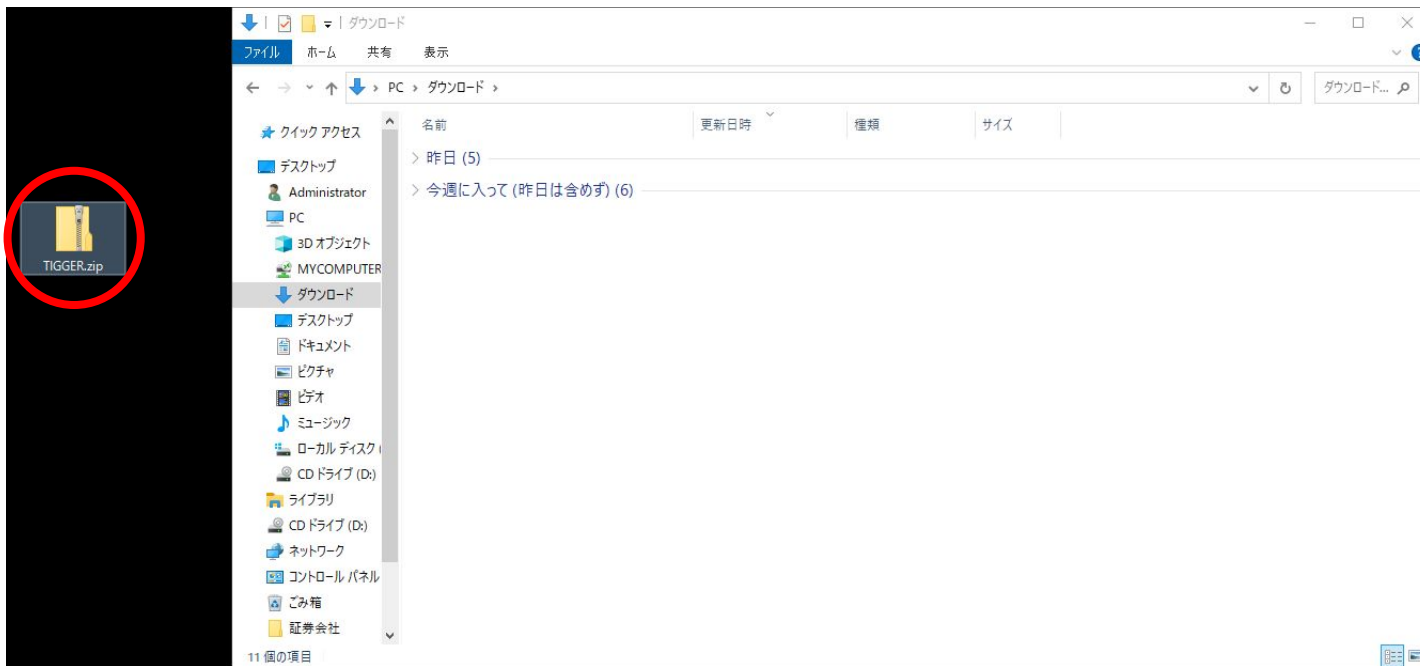 ダウンロード
ファイル ホーム 共有 表示
PC › ダウンロード ›
ダウンロード...
名前 更新日時 種類 サイズ
クイック アクセス
昨日 (5)
デスクトップ
今週に入って (昨日は含めず) (6)
Administrator
PC
3D オブジェクト
TIGGER.zip
MYCOMPUTER
ダウンロード
デスクトップ
ドキュメント
ピクチャ
ビデオ
ミュージック
ローカル ディスク (
CD ドライブ (D:)
ライブラリ
CD ドライブ (D:)
ネットワーク
コントロール パネル
ごみ箱
証券会社
11 個の項目